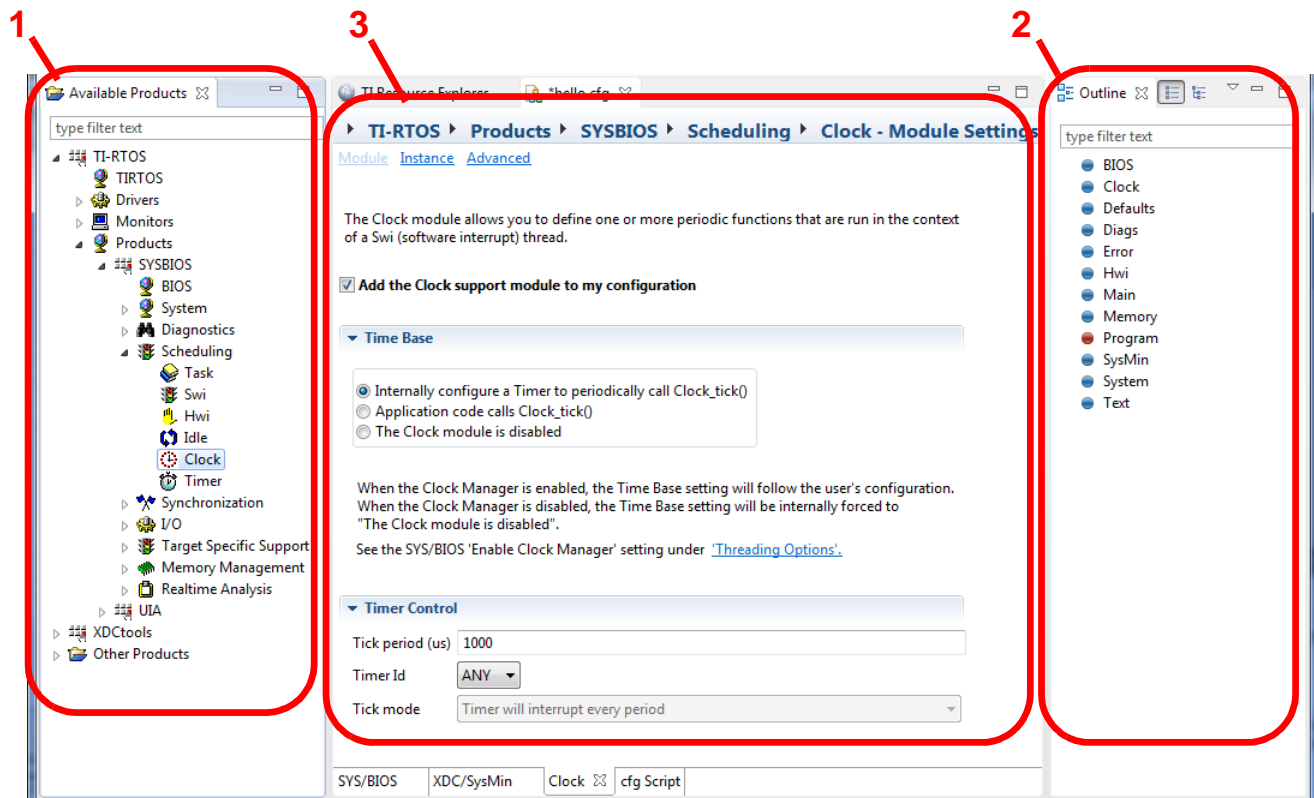 1
3
2
Available Products
type filter text
TI-RTOS
TIRTOS
Drivers
Monitors
Products
SYSBIOS
BIOS
System
Diagnostics
Scheduling
Task
Swi
Hwi
Idle
Clock
Timer
Synchronization
I/O
Target Specific Support
Memory Management
Realtime Analysis
UIA
XDCtools
Other Products
TI Resource Explorer
*hello.cfg
TI-RTOS Products SYSBIOS Scheduling Clock - Module Settings
Module Instance Advanced
The Clock module allows you to define one or more periodic functions that are run in the context
of a Swi (software interrupt) thread.
Add the Clock support module to my configuration
Time Base
Internally configure a Timer to periodically call Clock_tick()
Application code calls Clock_tick()
The Clock module is disabled
When the Clock Manager is enabled, the Time Base setting will follow the user's configuration.
When the Clock Manager is disabled, the Time Base setting will be internally forced to
"The Clock module is disabled".
See the SYS/BIOS 'Enable Clock Manager' setting under 'Threading Options'.
Timer Control
Tick period (us) 1000
Timer Id ANY
Tick mode Timer will interrupt every period
SYS/BIOS XDC/SysMin Clock cfg Script
Outline
type filter text
BIOS
Clock
Defaults
Diags
Error
Hwi
Main
Memory
Program
SysMin
System
Text